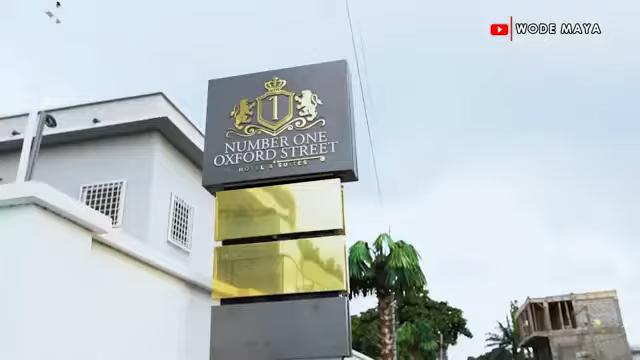 WODE MAYA
1
NUMBER ONE
OXFORD STREET
HOTEL & SUITES